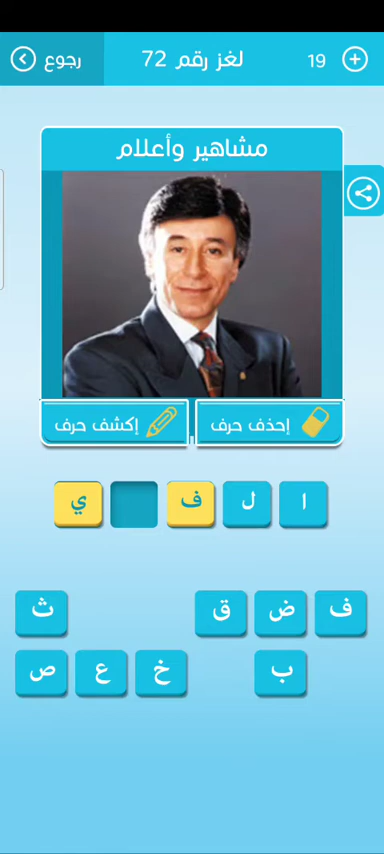 رجوع
لغز رقم 72
19
مشاهير وأعلام
إحذف حرف
إكشف حرف
ا ل ف ي
ف ض ق ث
ب خ ع ص